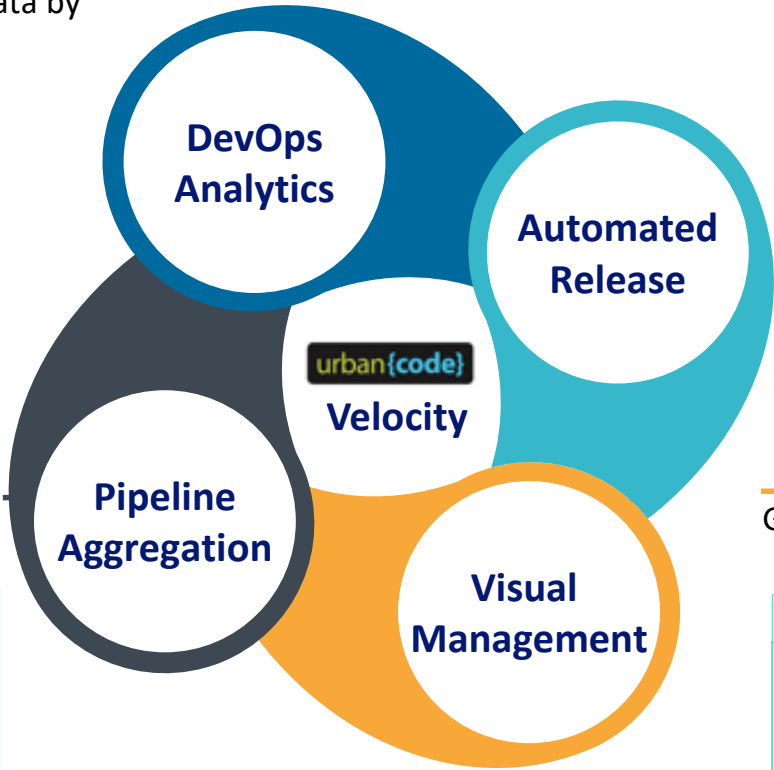 ata by
DevOps
Analytics
Automated
Release
urban{code}
Velocity
Pipeline
Aggregation
Visual
Management